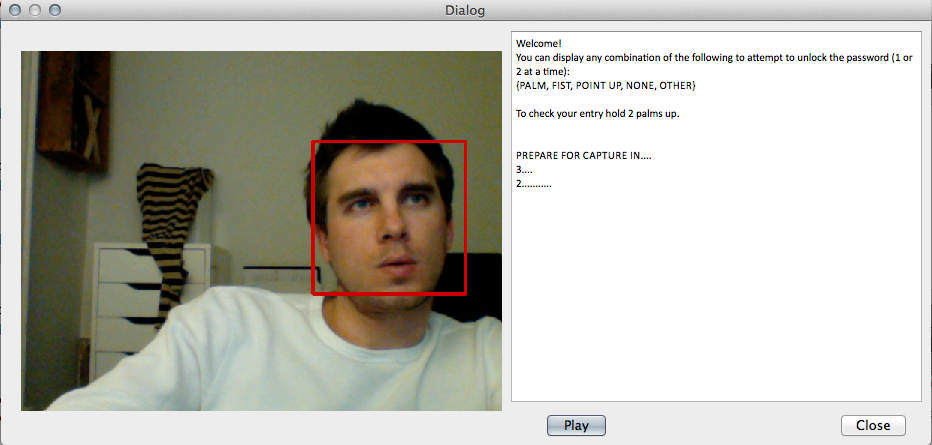 Dialog
Welcome!
You can display any combination of the following to attempt to unlock the password (1 or
2 at a time):
{PALM, FIST, POINT UP, NONE, OTHER}
To check your entry hold 2 palms up.
PREPARE FOR CAPTURE IN....
3....
2...........
Play
Close